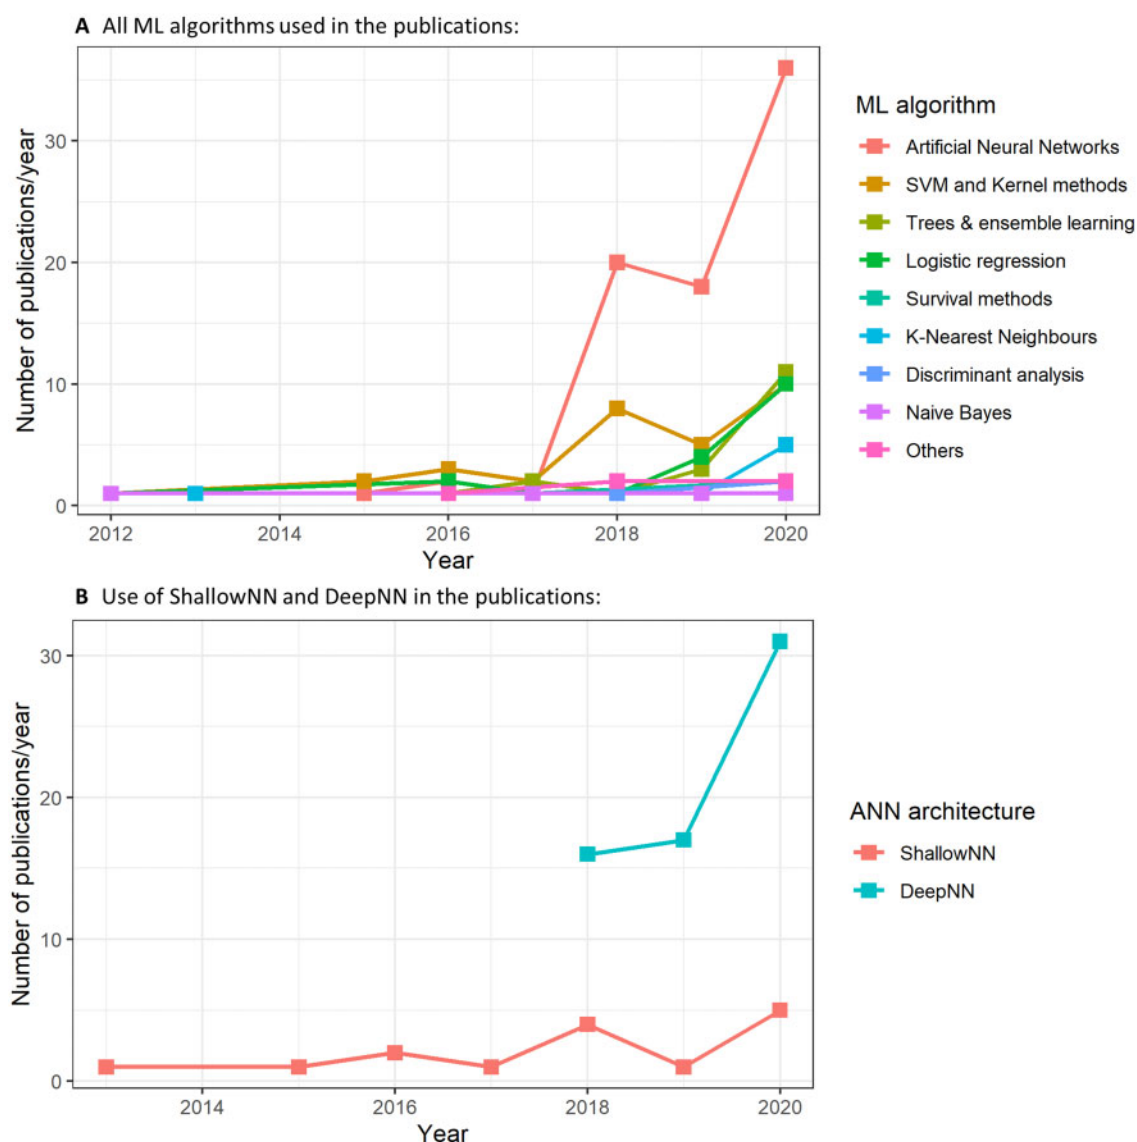 A All ML algorithms used in the publications:
Number of publications/year
30
20
10
0
2012 2014 2016 2018 2020
Year
ML algorithm
Artificial Neural Networks
SVM and Kernel methods
Trees & ensemble learning
Logistic regression
Survival methods
K-Nearest Neighbours
Discriminant analysis
Naive Bayes
Others
B Use of ShallowNN and DeepNN in the publications:
Number of publications/year
30
20
10
0
2014 2016 2018 2020
Year
ANN architecture
ShallowNN
DeepNN